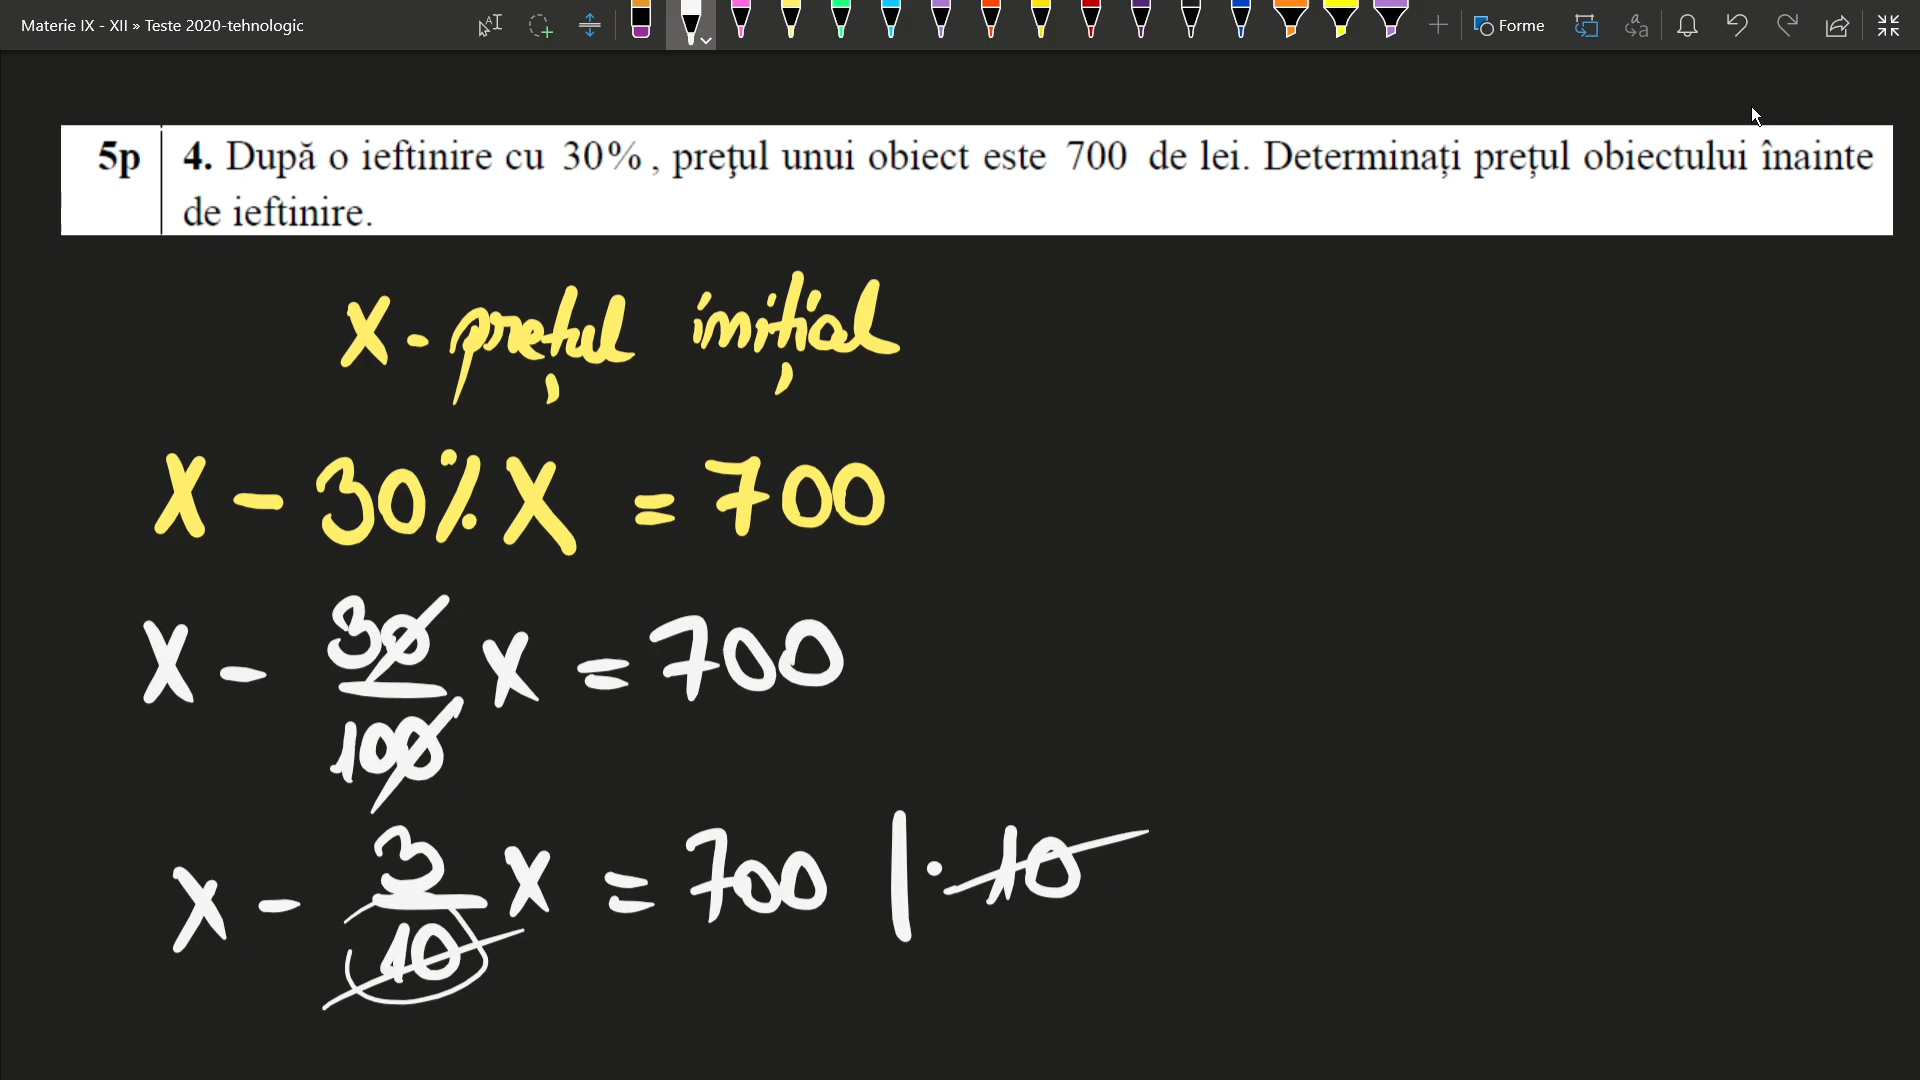 Materie IX - XII » Teste 2020-tehnologic
Forme
5p 4. După o ieftinire cu 30%, prețul unui obiect este 700 de lei. Determinați prețul obiectului înainte
de ieftinire.
x - prețul inițial
x - 30% x = 700
x - 30/100 x = 700
x - 3/10 x = 700 | · 10